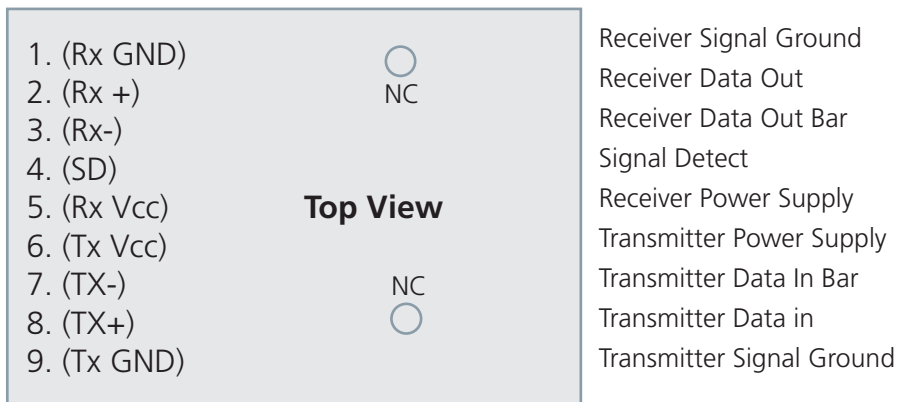 1. (Rx GND)
2. (Rx +)
3. (Rx-)
4. (SD)
5. (Rx Vcc)
6. (Tx Vcc)
7. (TX-)
8. (TX+)
9. (Tx GND)
NC
Top View
NC
Receiver Signal Ground
Receiver Data Out
Receiver Data Out Bar
Signal Detect
Receiver Power Supply
Transmitter Power Supply
Transmitter Data In Bar
Transmitter Data in
Transmitter Signal Ground